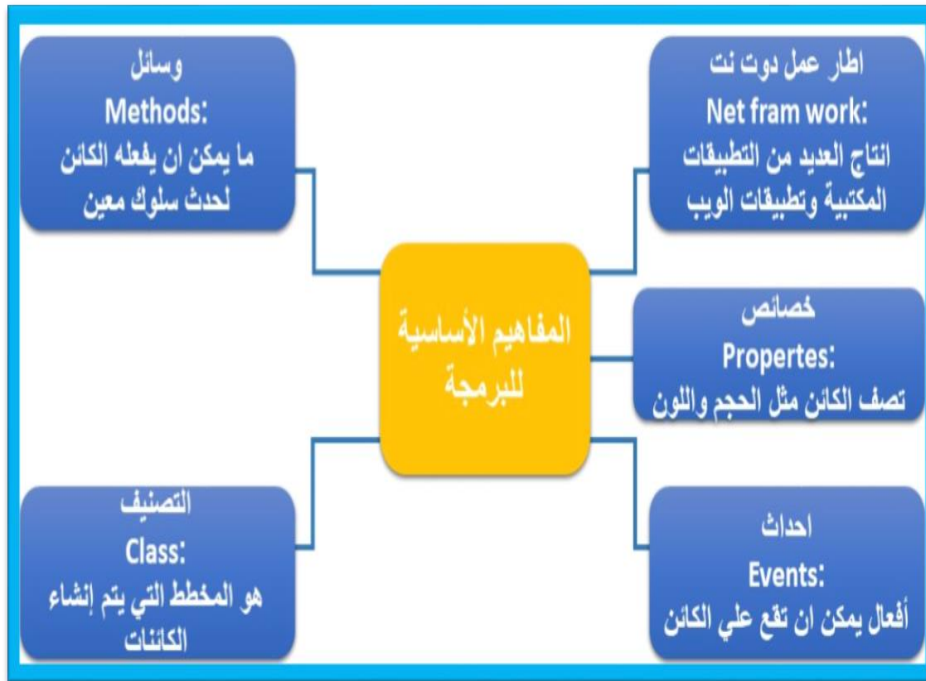 المفاهيم الأساسية
للبرمجة
اطار عمل دوت نت
Net fram work:
انتاج العديد من التطبيقات
المكتبية وتطبيقات الويب
خصائص
Propertes:
تصف الكائن مثل الحجم واللون
احداث
Events:
أفعال يمكن ان تقع علي الكائن
وسائل
Methods:
ما يمكن ان يفعله الكائن
لحدث سلوك معين
التصنيف
Class:
هو المخطط التي يتم إنشاء
الكائنات